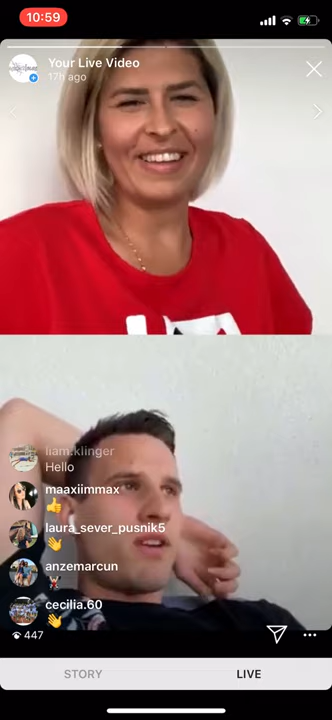 10:59
Your Live Video
17h ago
liam.klinger
Hello
maaxiimmax
laura_sever_pusnik5
anzemarcun
cecilia.60
447
STORY
LIVE